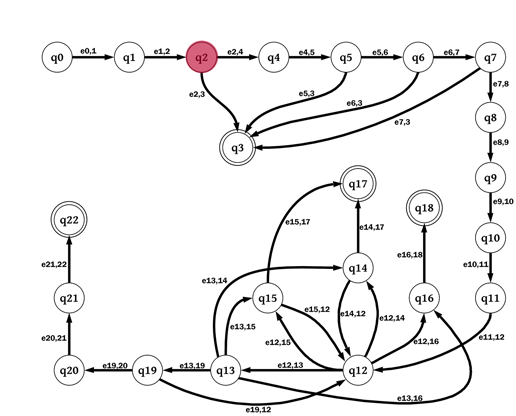 e0,1 e1,2 e2,4 e4,5 e5,6 e6,7
q0 q1 q2 q4 q5 q6 q7
e7,8
e2,3 e5,3 e6,3
q8
e7,3
q3
e8,9
q17 q9
e9,10
q22 q18
e15,17 e14,17
q10
e21,22 e16,18
e10,11
q14
e13,14
q21 q15 q16 q11
e15,12 e14,12 e12,14
e13,15
e11,12
e20,21 e12,15 e12,16
e19,20 e13,19 e12,13
q20 q19 q13 q12
e13,16
e19,12